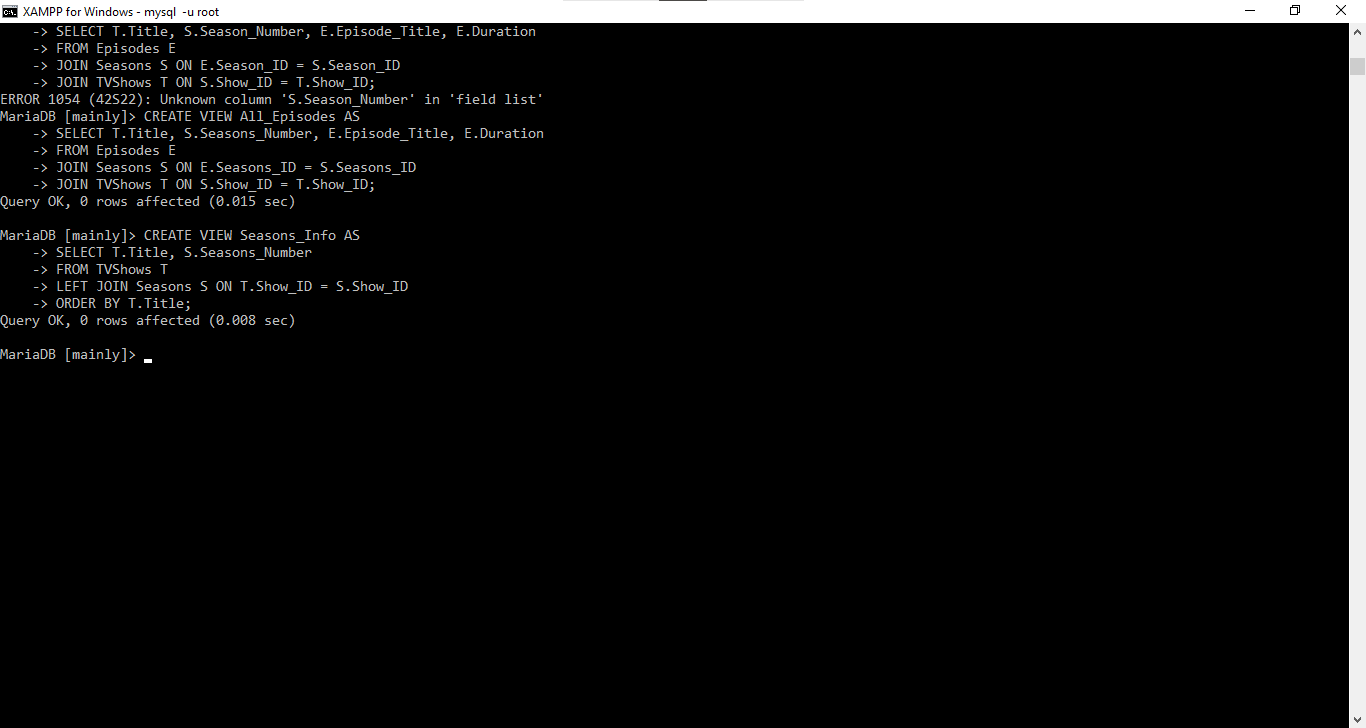 XAMPP for Windows - mysql  -u root
    -> SELECT T.Title, S.Season_Number, E.Episode_Title, E.Duration
    -> FROM Episodes E
    -> JOIN Seasons S ON E.Season_ID = S.Season_ID
    -> JOIN TVShows T ON S.Show_ID = T.Show_ID;
ERROR 1054 (42S22): Unknown column 'S.Season_Number' in 'field list'
MariaDB [mainly]> CREATE VIEW All_Episodes AS
    -> SELECT T.Title, S.Seasons_Number, E.Episode_Title, E.Duration
    -> FROM Episodes E
    -> JOIN Seasons S ON E.Seasons_ID = S.Seasons_ID
    -> JOIN TVShows T ON S.Show_ID = T.Show_ID;
Query OK, 0 rows affected (0.015 sec)

MariaDB [mainly]> CREATE VIEW Seasons_Info AS
    -> SELECT T.Title, S.Seasons_Number
    -> FROM TVShows T
    -> LEFT JOIN Seasons S ON T.Show_ID = S.Show_ID
    -> ORDER BY T.Title;
Query OK, 0 rows affected (0.008 sec)

MariaDB [mainly]>